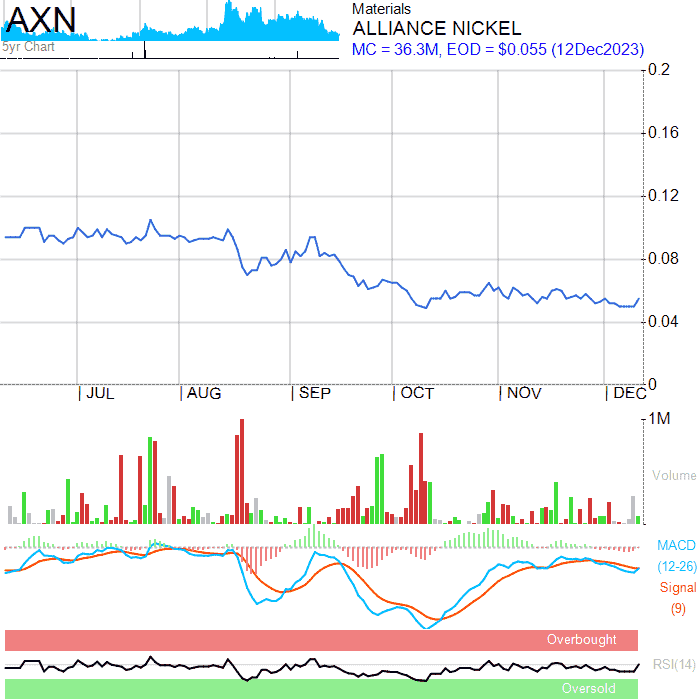 AXN
5yr Chart
Materials
ALLIANCE NICKEL
MC = 36.3M, EOD = $0.055 (12Dec2023)
0.2
0.16
0.12
0.08
0.04
0
| JUL | AUG | SEP | OCT | NOV | DEC
1M
Volume
MACD
(12-26)
Signal
(9)
Overbought
RSI(14)
Oversold